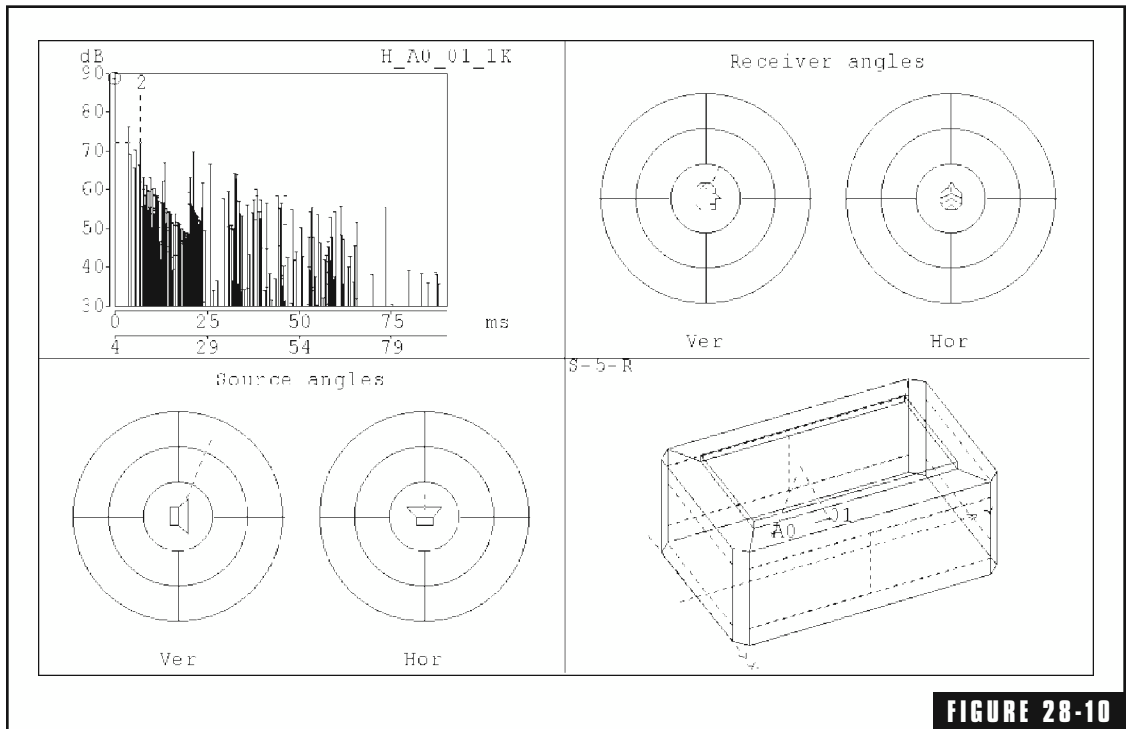 dB H_A0_01_1K
90
2
80
70
60
50
40
30
0 25 50 75 ms
4 29 54 79
Receiver angles
Ver Hor
Source angles
Ver Hor
S-5-R
A0 01
FIGURE 28-10